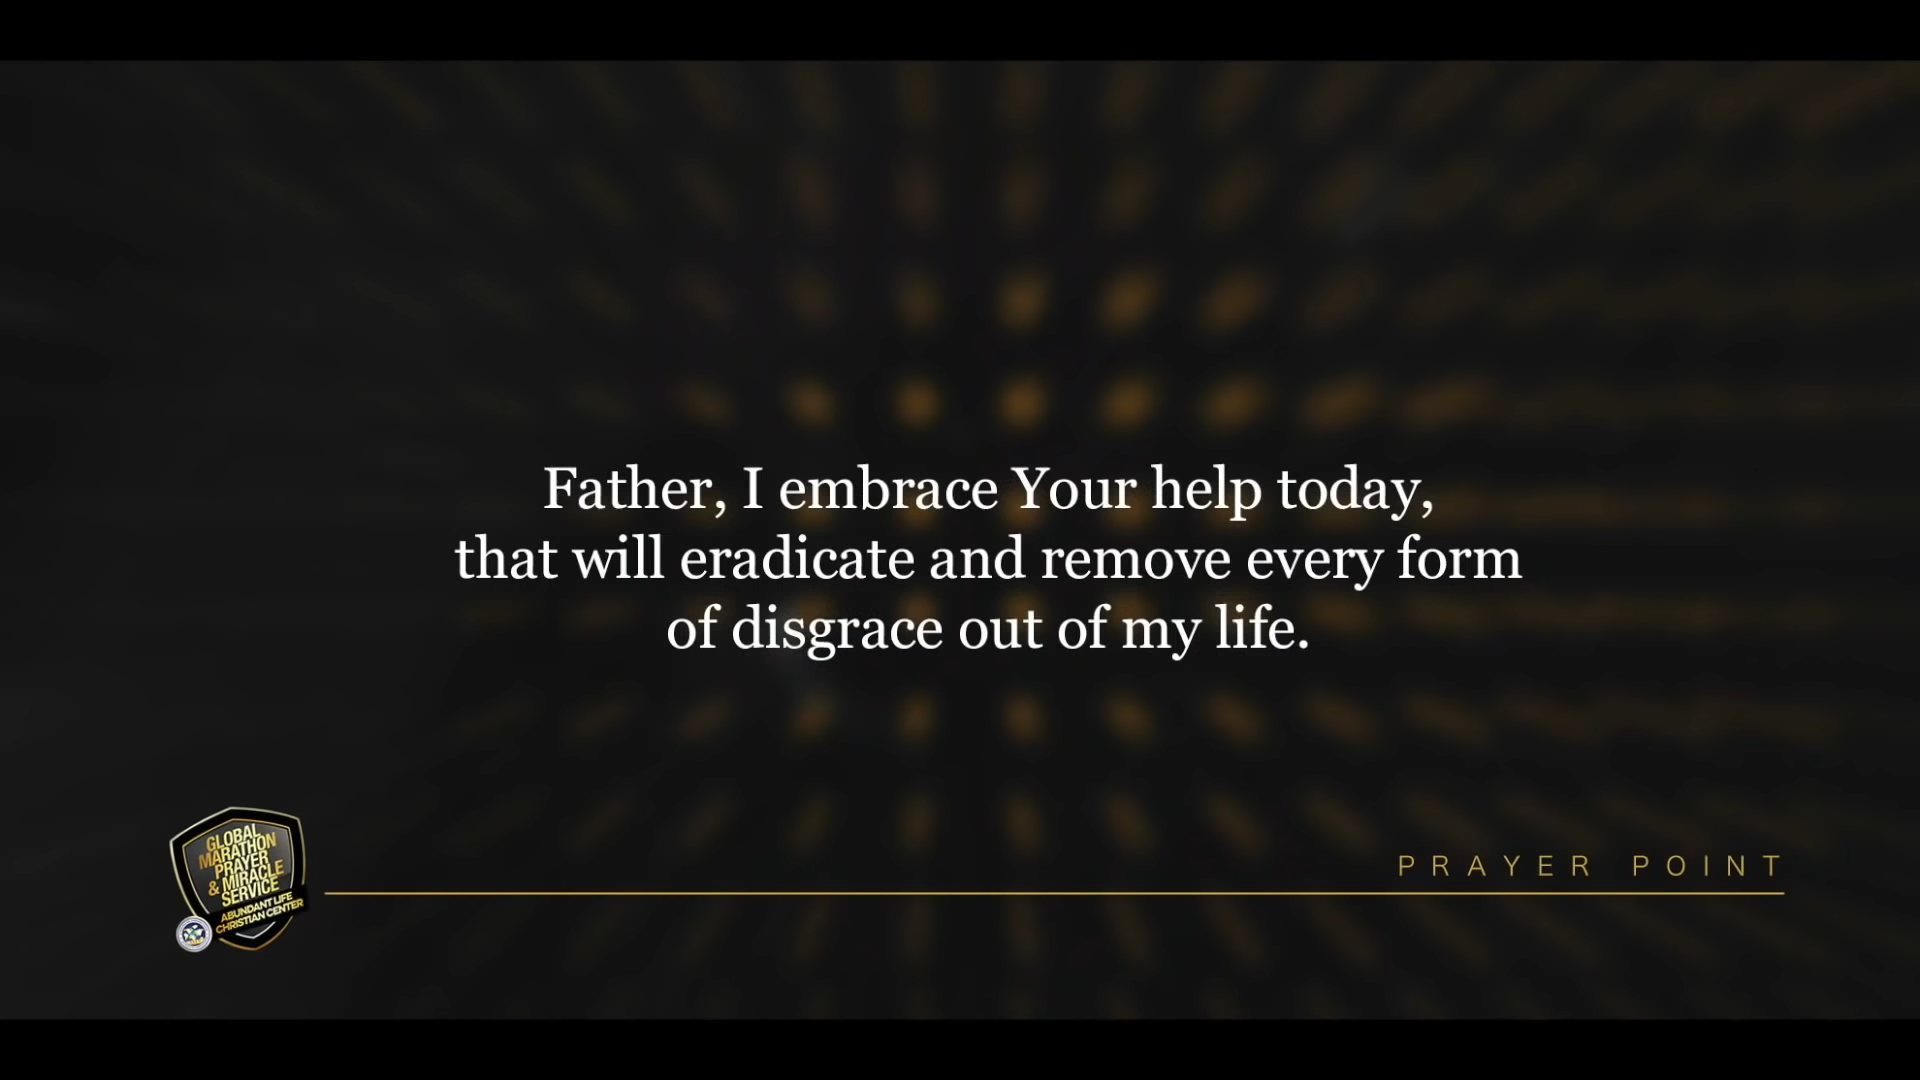 Father, I embrace Your help today,
that will eradicate and remove every form
of disgrace out of my life.
PRAYER POINT
GLOBAL
MARATHON
PRAYER
& MIRACLE
SERVICE
ABUNDANT LIFE
CHRISTIAN CENTER